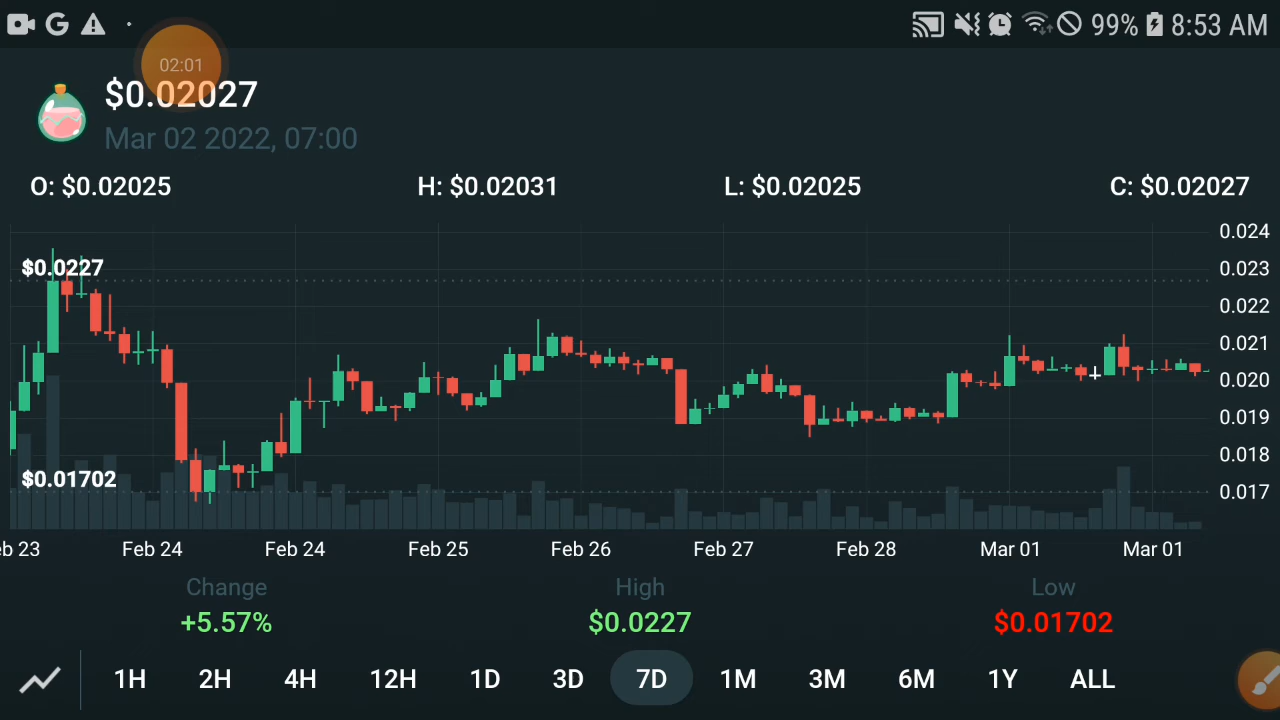 99% 8:53 AM
02:01
$0.02027
Mar 02 2022, 07:00
O: $0.02025 H: $0.02031 L: $0.02025 C: $0.02027
0.024
$0.0227 0.023
0.022
0.021
0.020
0.019
0.018
$0.01702 0.017
eb 23 Feb 24 Feb 24 Feb 25 Feb 26 Feb 27 Feb 28 Mar 01 Mar 01
Change High Low
+5.57% $0.0227 $0.01702
1H 2H 4H 12H 1D 3D 7D 1M 3M 6M 1Y ALL